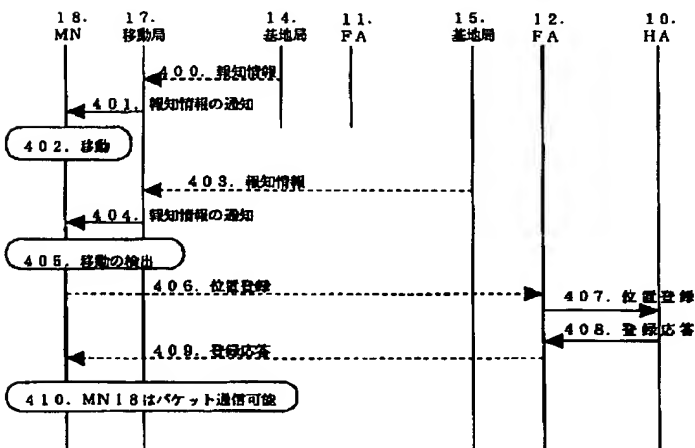 18. 17. 14. 11. 15. 12. 10.
MN 移動局 基地局 FA 基地局 FA HA
400. 報知情報
401. 報知情報の通知
402. 移動
403. 報知情報
404. 報知情報の通知
405. 移動の検出
406. 位置登録
407. 位置登録
408. 登録応答
409. 登録応答
410. MN18はパケット通信可能